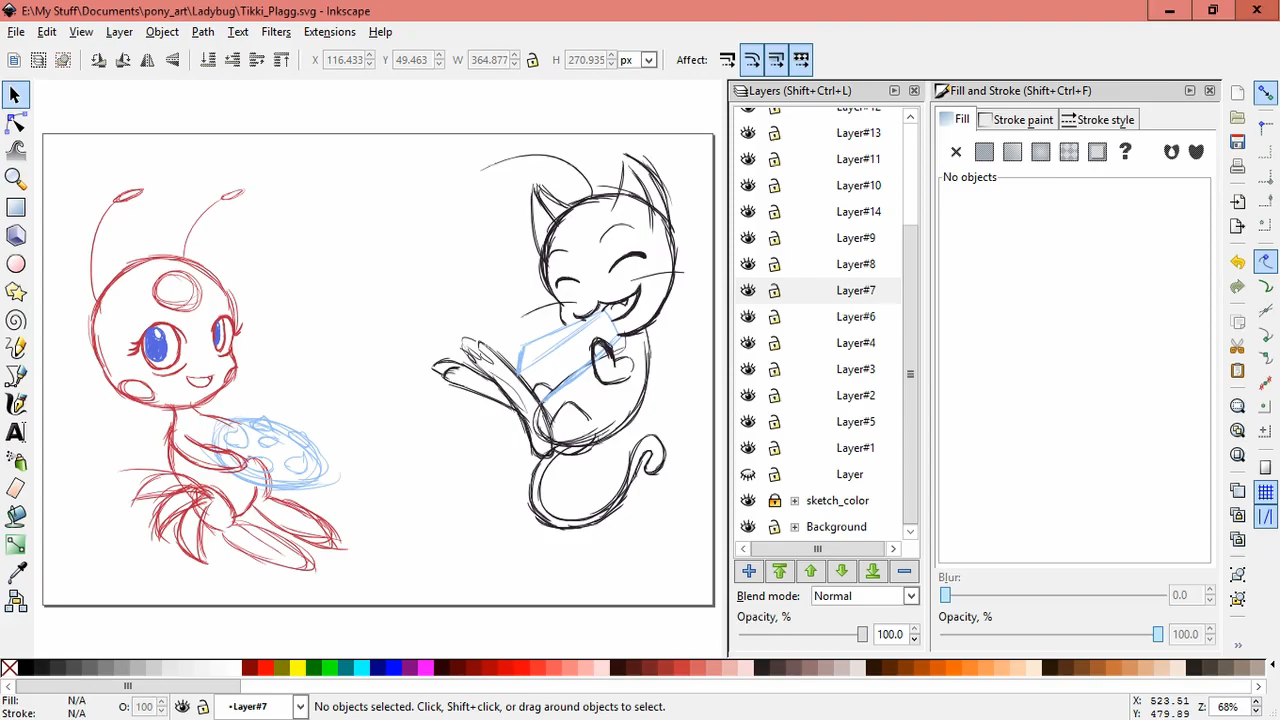 E:\My Stuff\Documents\pony_art\Ladybug\Tikki_Plagg.svg - Inkscape
File Edit View Layer Object Path Text Filters Extensions Help
X 116.433 Y 49.463 W 364.877 H 270.935 px Affect:
Layers (Shift+Ctrl+L) Fill and Stroke (Shift+Ctrl+F)
Layer#12
Fill Stroke paint Stroke style
Layer#13
Layer#11
No objects
Layer#10
Layer#14
Layer#9
Layer#8
Layer#7
Layer#6
Layer#4
Layer#3
Layer#2
Layer#5
Layer#1
Layer
sketch_color
Background
Blur:
0.0
Blend mode: Normal
Opacity, %
100.0
Opacity, %
100.0
Fill: N/A
Stroke: N/A
O: 100
•Layer#7
No objects selected. Click, Shift+click, or drag around objects to select.
X: 523.51
Y: 479.89
Z: 68%